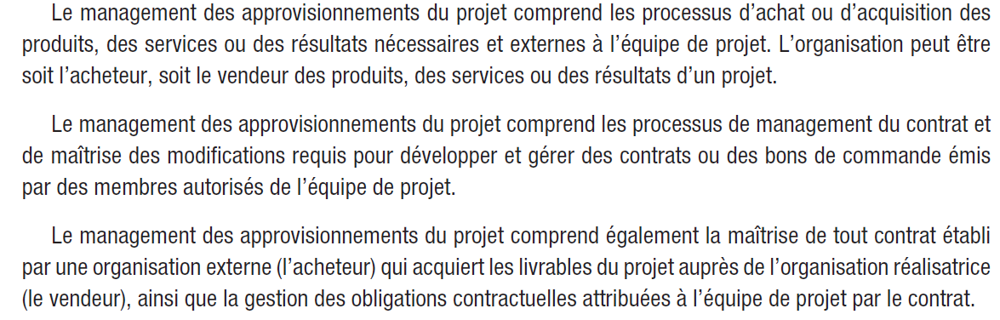 Le management des approvisionnements du projet comprend les processus d’achat ou d’acquisition des
produits, des services ou des résultats nécessaires et externes à l’équipe de projet. L’organisation peut être
soit l’acheteur, soit le vendeur des produits, des services ou des résultats d’un projet.
Le management des approvisionnements du projet comprend les processus de management du contrat et
de maîtrise des modifications requis pour développer et gérer des contrats ou des bons de commande émis
par des membres autorisés de l’équipe de projet.
Le management des approvisionnements du projet comprend également la maîtrise de tout contrat établi
par une organisation externe (l’acheteur) qui acquiert les livrables du projet auprès de l’organisation réalisatrice
(le vendeur), ainsi que la gestion des obligations contractuelles attribuées à l’équipe de projet par le contrat.